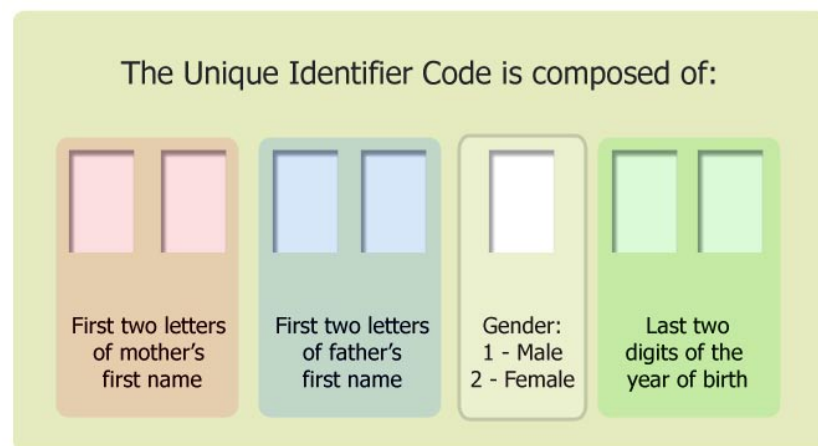 The Unique Identifier Code is composed of:
First two letters
of mother's
first name
First two letters
of father's
first name
Gender:
1 - Male
2 - Female
Last two
digits of the
year of birth